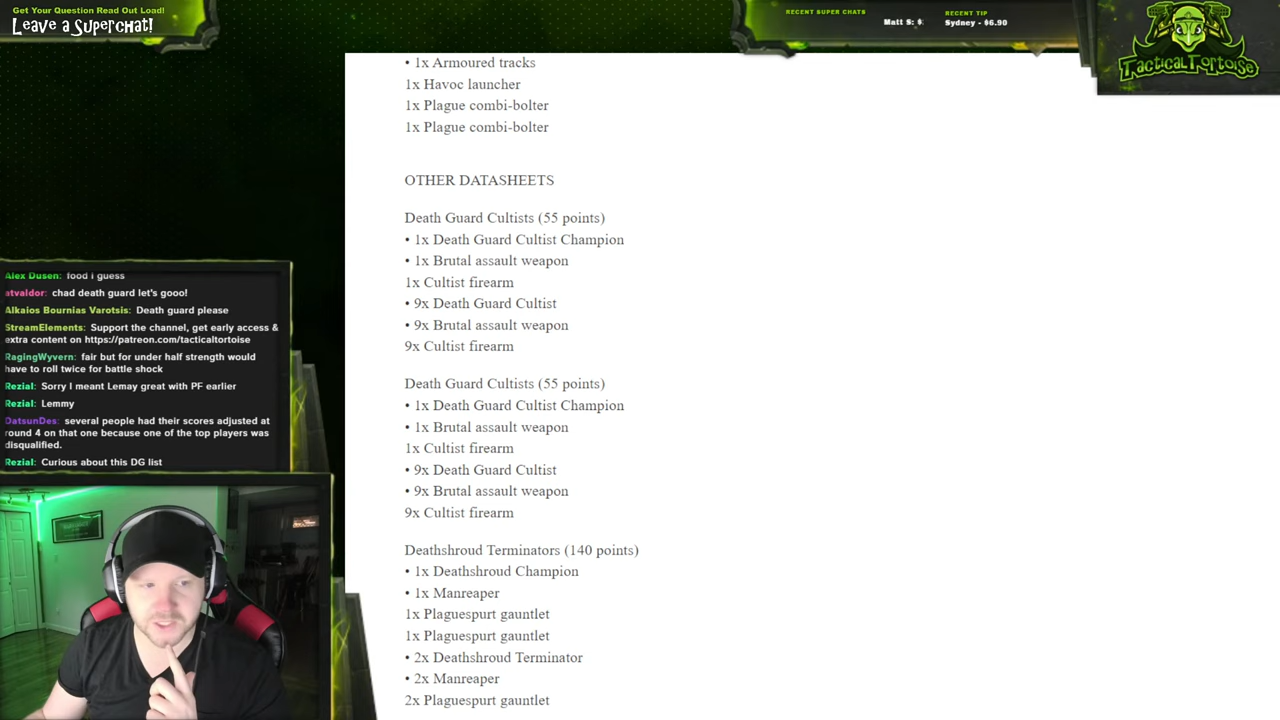 Get Your Question Read Out Load!
Leave a Superchat!
RECENT SUPER CHATS
Matt S: $
RECENT TIP
Sydney - $6.90
TACTICALTORTOISE
• 1x Armoured tracks
1x Havoc launcher
1x Plague combi-bolter
1x Plague combi-bolter
OTHER DATASHEETS
Death Guard Cultists (55 points)
• 1x Death Guard Cultist Champion
• 1x Brutal assault weapon
1x Cultist firearm
• 9x Death Guard Cultist
• 9x Brutal assault weapon
9x Cultist firearm
Death Guard Cultists (55 points)
• 1x Death Guard Cultist Champion
• 1x Brutal assault weapon
1x Cultist firearm
• 9x Death Guard Cultist
• 9x Brutal assault weapon
9x Cultist firearm
Deathshroud Terminators (140 points)
• 1x Deathshroud Champion
• 1x Manreaper
1x Plaguespurt gauntlet
1x Plaguespurt gauntlet
• 2x Deathshroud Terminator
• 2x Manreaper
2x Plaguespurt gauntlet
Alex Dusen: food i guess
atvaldor: chad death guard let's gooo!
Alkaios Bournias Varotsis: Death guard please
StreamElements: Support the channel, get early access &
extra content on https://patreon.com/tacticaltortoise
RagingWyvern: fair but for under half strength would
have to roll twice for battle shock
Rezial: Sorry I meant Lemay great with PF earlier
Rezial: Lemmy
DatsunDes: several people had their scores adjusted at
round 4 on that one because one of the top players was
disqualified.
Rezial: Curious about this DG list